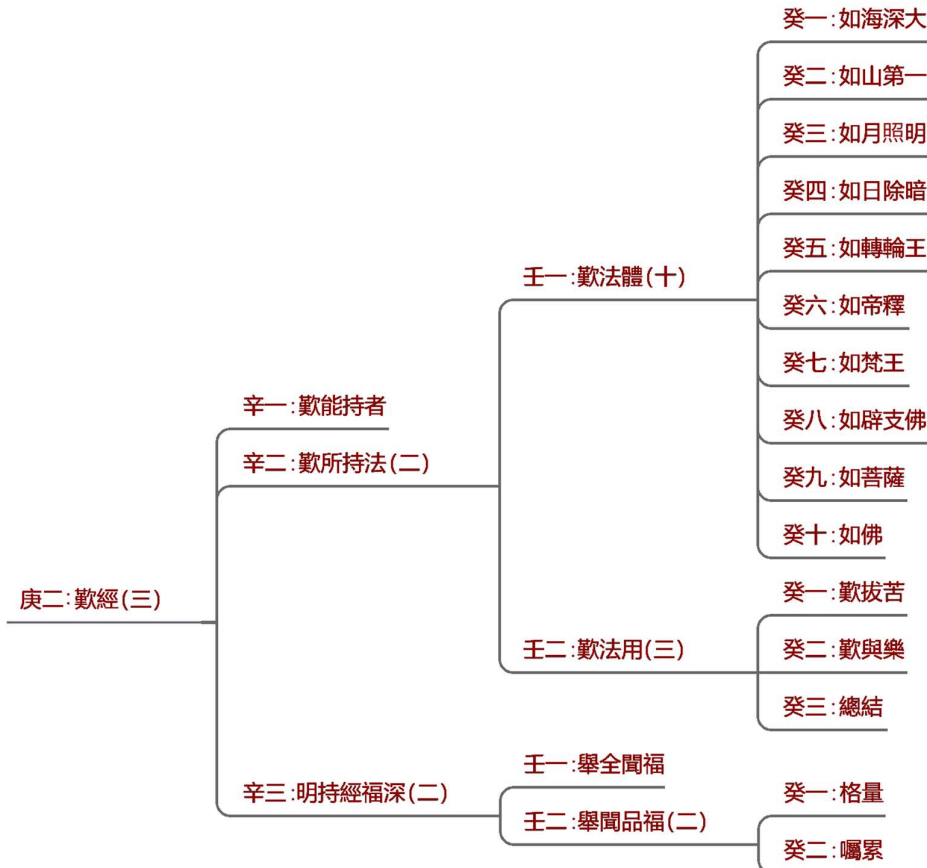 庚二:歎經(三)
辛一:歎能持者
辛二:歎所持法(二)
壬一:歎法體(十)
癸一:如海深大
癸二:如山第一
癸三:如月照明
癸四:如日除暗
癸五:如轉輪王
癸六:如帝釋
癸七:如梵王
癸八:如辟支佛
癸九:如菩薩
癸十:如佛
壬二:歎法用(三)
癸一:歎拔苦
癸二:歎與樂
癸三:總結
辛三:明持經福深(二)
壬一:舉全聞福
壬二:舉聞品福(二)
癸一:格量
癸二:囑累